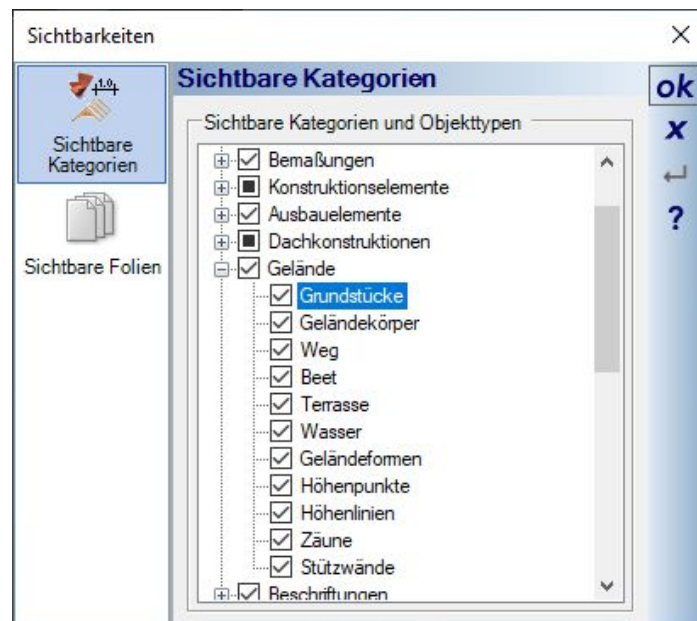 Sichtbarkeiten
Sichtbare
Kategorien
Sichtbare Folien
Sichtbare Kategorien
Sichtbare Kategorien und Objekttypen
Bemaßungen
Konstruktionselemente
Ausbauelemente
Dachkonstruktionen
Gelände
Grundstücke
Geländekörper
Weg
Beet
Terrasse
Wasser
Geländeformen
Höhenpunkte
Höhenlinien
Zäune
Stützwände
Beschriftungen
ok
x
?